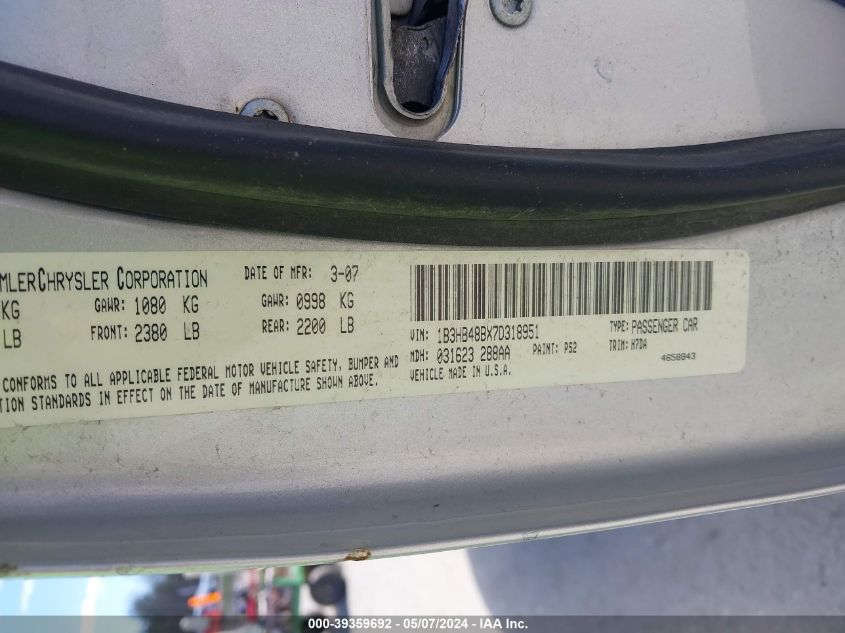 MLERCHRYSLER CORPORATION DATE OF MFR: 3-07
KG GAWR: 1080 KG GAWR: 0998 KG
LB FRONT: 2380 LB REAR: 2200 LB
CONFORMS TO ALL APPLICABLE FEDERAL MOTOR VEHICLE SAFETY, BUMPER AND
TION STANDARDS IN EFFECT ON THE DATE OF MANUFACTURE SHOWN ABOVE.
VIN: 1B3HB48BX7D318951 TYPE: PASSENGER CAR
MDH: 031623 288AA PAINT: PS2 TRIM: H7DA
VEHICLE MADE IN U.S.A. 4658843
000-39359692 - 05/07/2024 - IAA Inc.